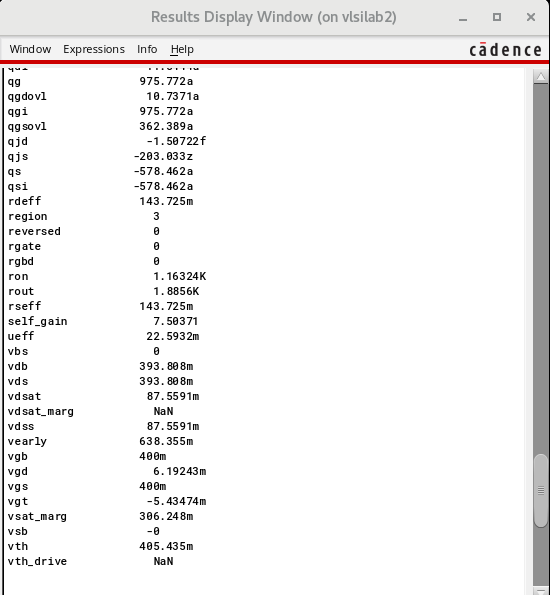 Results Display Window (on vlsilab2)
Window Expressions Info Help cādence
qg 975.772a
qgdovl 10.7371a
qgi 975.772a
qgsovl 362.389a
qjd -1.50722f
qjs -203.033z
qs -578.462a
qsi -578.462a
rdeff 143.725m
region 3
reversed 0
rgate 0
rgbd 0
ron 1.16324K
rout 1.8856K
rseff 143.725m
self_gain 7.50371
ueff 22.5932m
vbs 0
vdb 393.808m
vds 393.808m
vdsat 87.5591m
vdsat_marg NaN
vdss 87.5591m
vearly 638.355m
vgb 400m
vgd 6.19243m
vgs 400m
vgt -5.43474m
vsat_marg 306.248m
vsb -0
vth 405.435m
vth_drive NaN